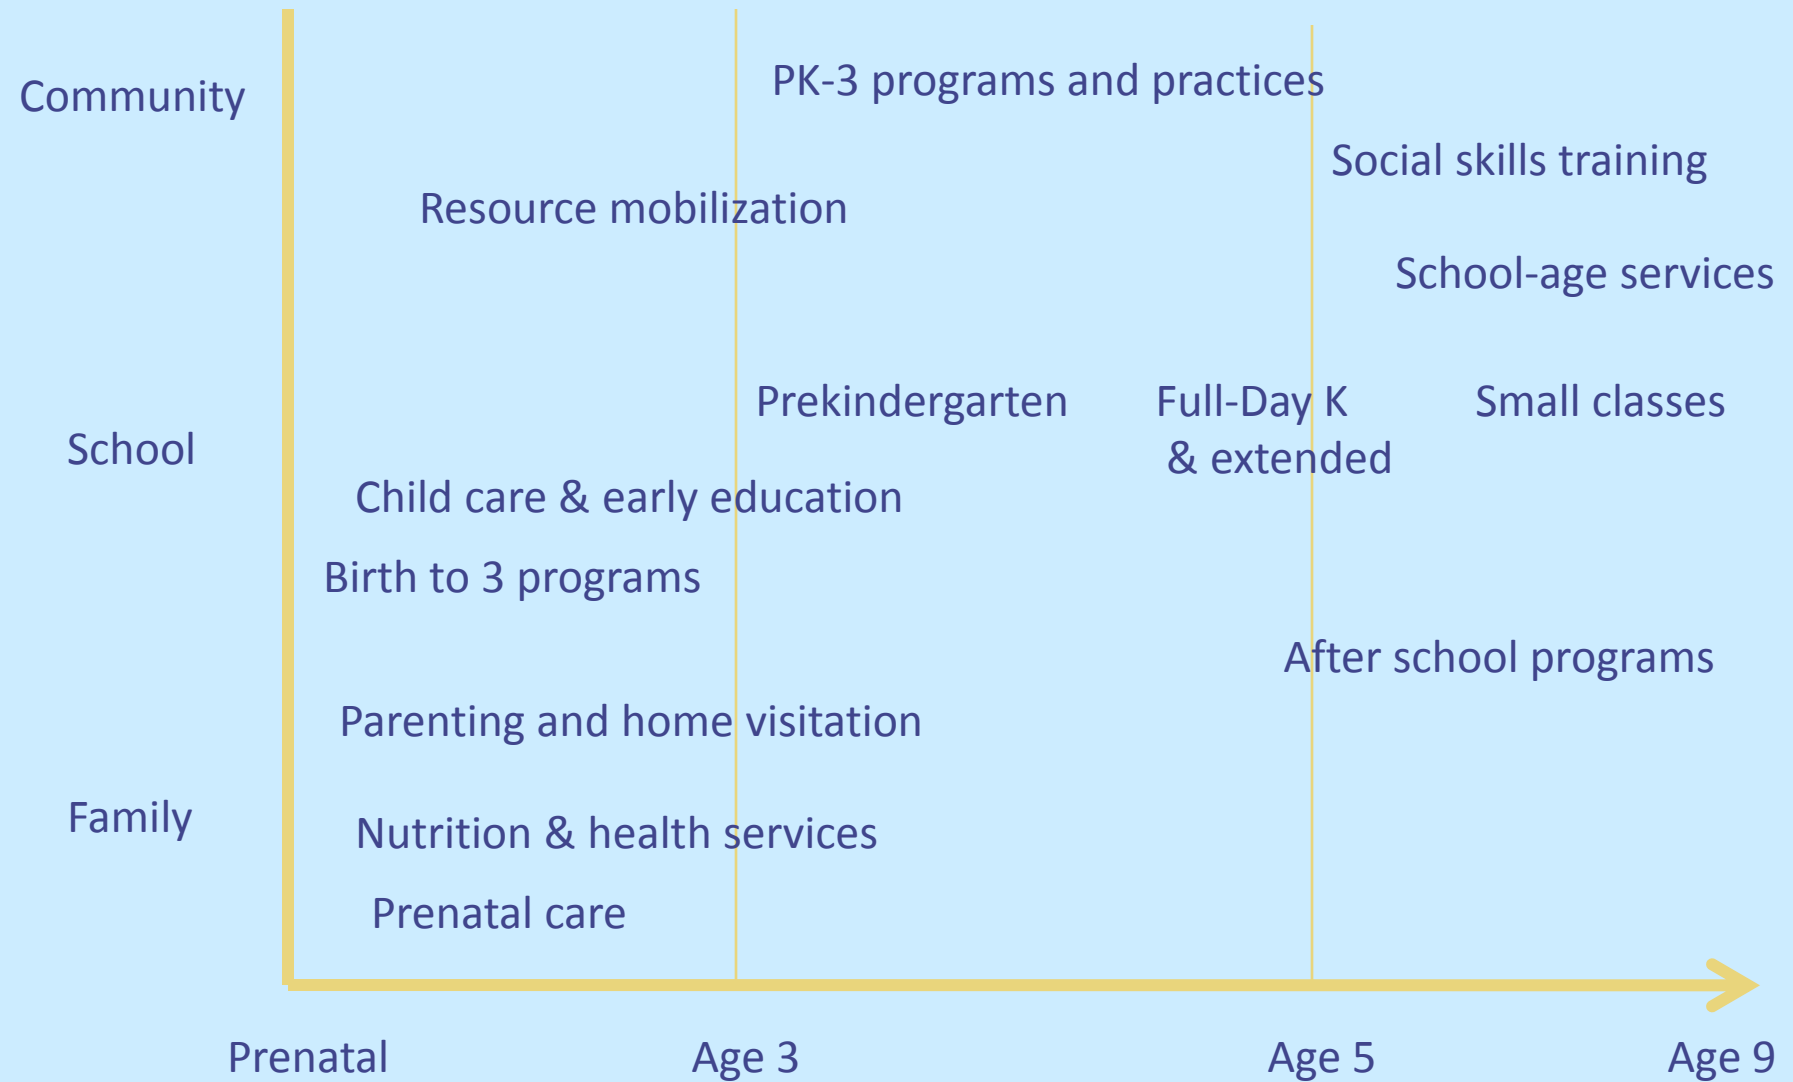 PK-3 programs and practices
Community
Social skills training
Resource mobilization
School-age services
Prekindergarten
Full-Day K
& extended
Small classes
School
Child care & early education
Birth to 3 programs
After school programs
Parenting and home visitation
Family
Nutrition & health services
Prenatal care
Prenatal
Age 3
Age 5
Age 9